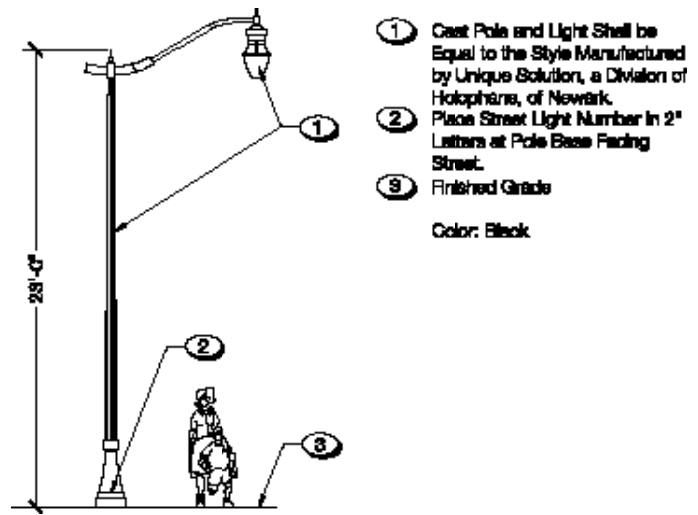 1 Cast Pole and Light Shall be
Equal to the Style Manufactured
by Unique Solution, a Division of
Holophane, of Newark.
2 Place Street Light Number in 2"
Letters at Pole Base Facing
Street.
3 Finished Grade
Color: Black
1
23'-0"
2
3